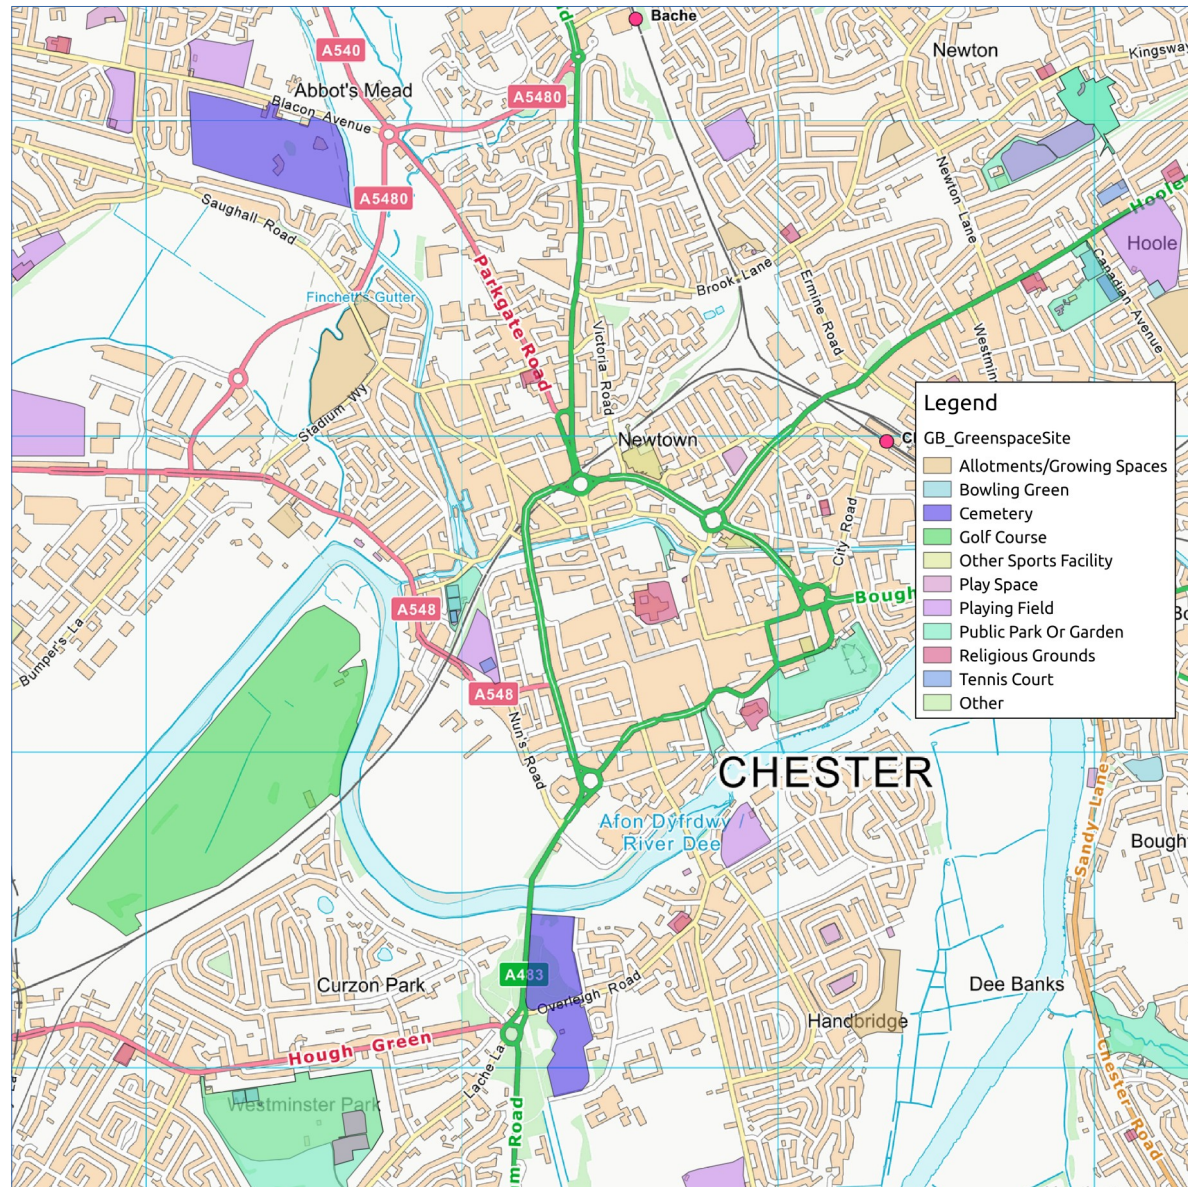 Bache
Newton
Kingsway
A540
Abbot's Mead
A5480
Blacon Avenue
A5480
Saughall Road
Newton Lane
Hoole
Hoole
Brook Lane
Parkgate Road
Finchett's Gutter
Ermine Road
Canadian Avenue
Victoria Road
Westmin
Stadium Wy
Newtown
C
City Road
Legend
GB_GreenspaceSite
Allotments/Growing Spaces
Bowling Green
Cemetery
Golf Course
Other Sports Facility
Play Space
Playing Field
Public Park Or Garden
Religious Grounds
Tennis Court
Other
Bough
A548
Bumper's La
A548
Nun's Road
CHESTER
Afon Dyfrdwy /
River Dee
Sandy Lane
Bough
A483
Curzon Park
Overleigh Road
Dee Banks
Handbridge
Hough Green
Lache La
Chester Road
Westminster Park
m Road